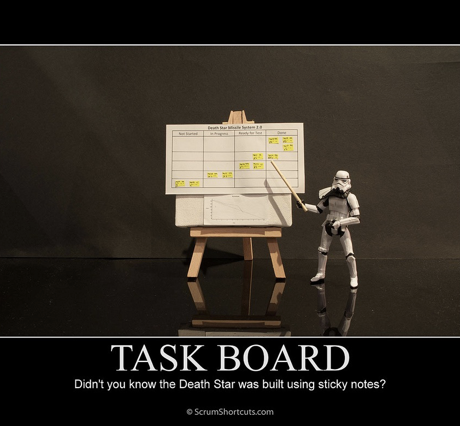 Death Star Missile System 2.0
Not Started In Progress Ready for Test Done
TASK BOARD
Didn't you know the Death Star was built using sticky notes?
© ScrumShortcuts.com